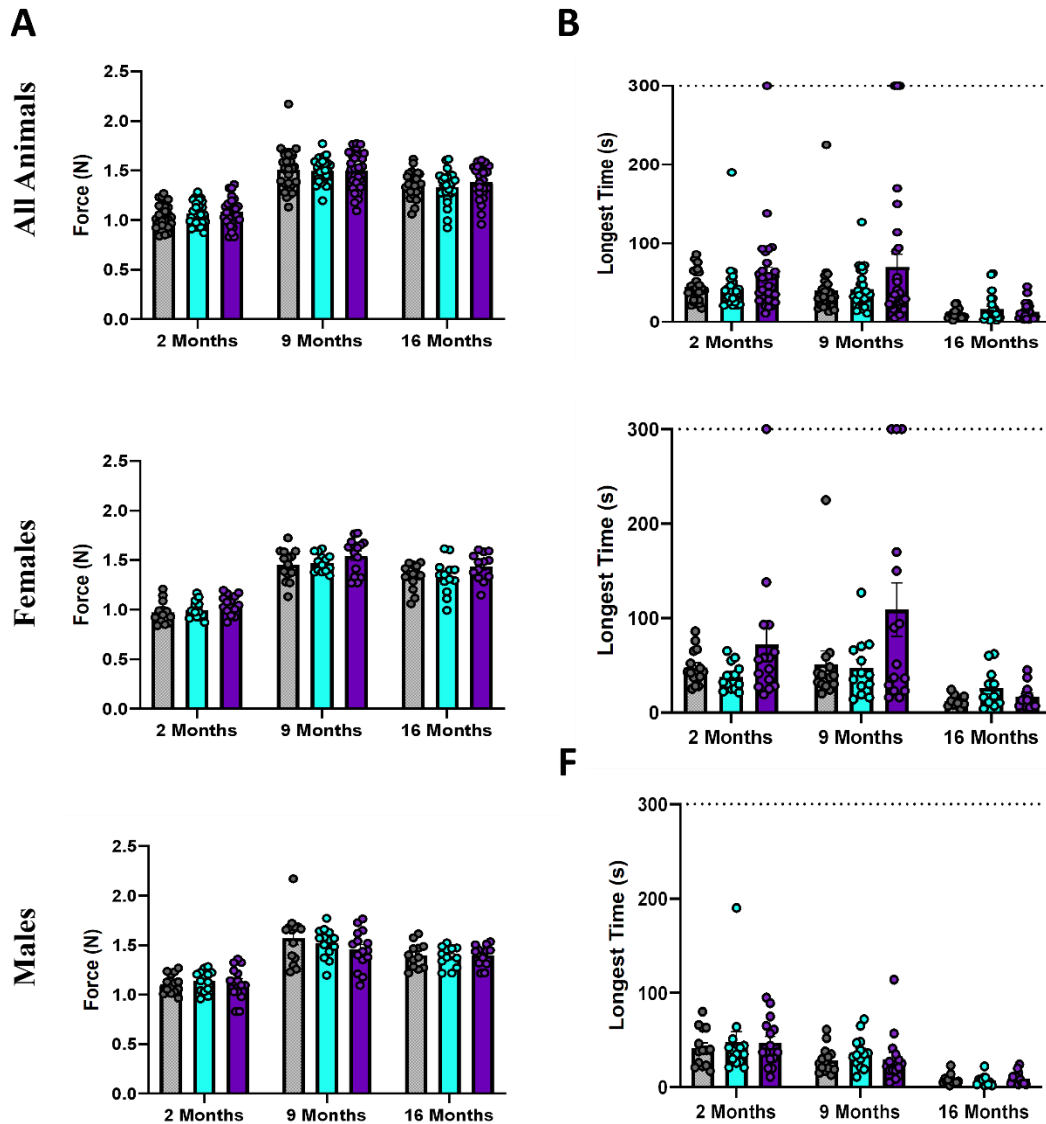 A
B
All Animals
Force (N)
2.5
2.0
1.5
1.0
0.5
0.0
2 Months
9 Months
16 Months
Longest Time (s)
300
200
100
0
2 Months
9 Months
16 Months
Females
Force (N)
2.5
2.0
1.5
1.0
0.5
0.0
2 Months
9 Months
16 Months
Longest Time (s)
300
200
100
0
2 Months
9 Months
16 Months
F
Males
Force (N)
2.5
2.0
1.5
1.0
0.5
0.0
2 Months
9 Months
16 Months
Longest Time (s)
300
200
100
0
2 Months
9 Months
16 Months